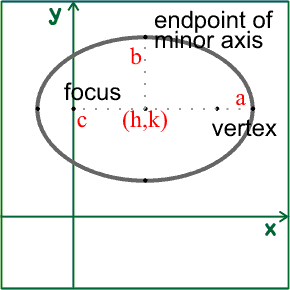 y
endpoint of
minor axis
b
focus
a
c
(h,k)
vertex
x